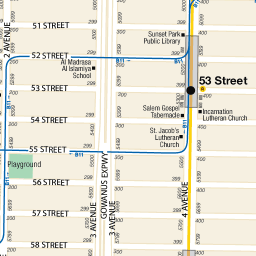 51 STREET
2 AVENUE
Sunset Park
Public Library
52 STREET
B11
Al Madrasa
Al Islamiya
School
53 STREET
53 Street
R
Salem Gospel
Tabernacle
Incarnation
Lutheran Church
54 STREET
St. Jacob's
Lutheran
Church
55 STREET
B11
B11
Playground
GOWANUS EXPWY
56 STREET
3 AVENUE
3 AVENUE
4 AVENUE
57 STREET
58 STREET